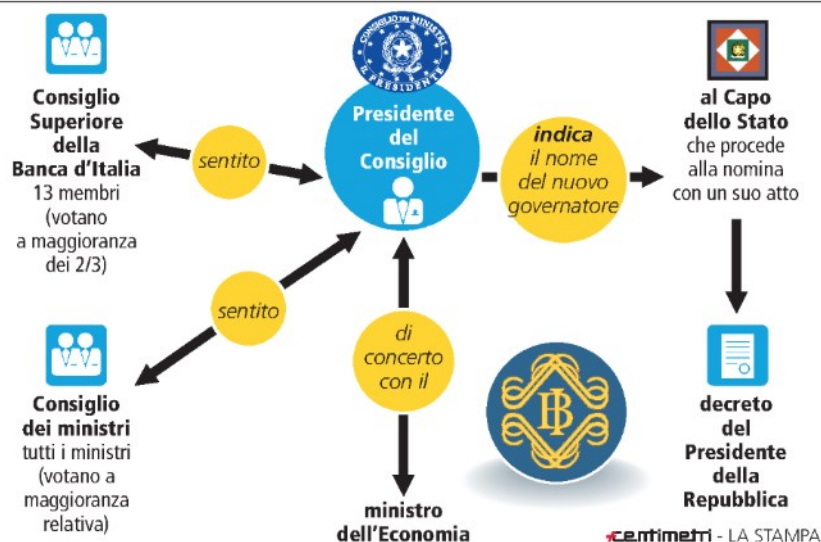 CONSIGLIO DEI MINISTRI
IL PRESIDENTE
Presidente
del
Consiglio
Consiglio
Superiore
della
Banca d'Italia
13 membri
(votano
a maggioranza
dei 2/3)
sentito
indica
il nome
del nuovo
governatore
al Capo
dello Stato
che procede
alla nomina
con un suo atto
sentito
Consiglio
dei ministri
tutti i ministri
(votano a
maggioranza
relativa)
di
concerto
con il
ministro
dell'Economia
BI
decreto
del
Presidente
della
Repubblica
centimetri - LA STAMPA